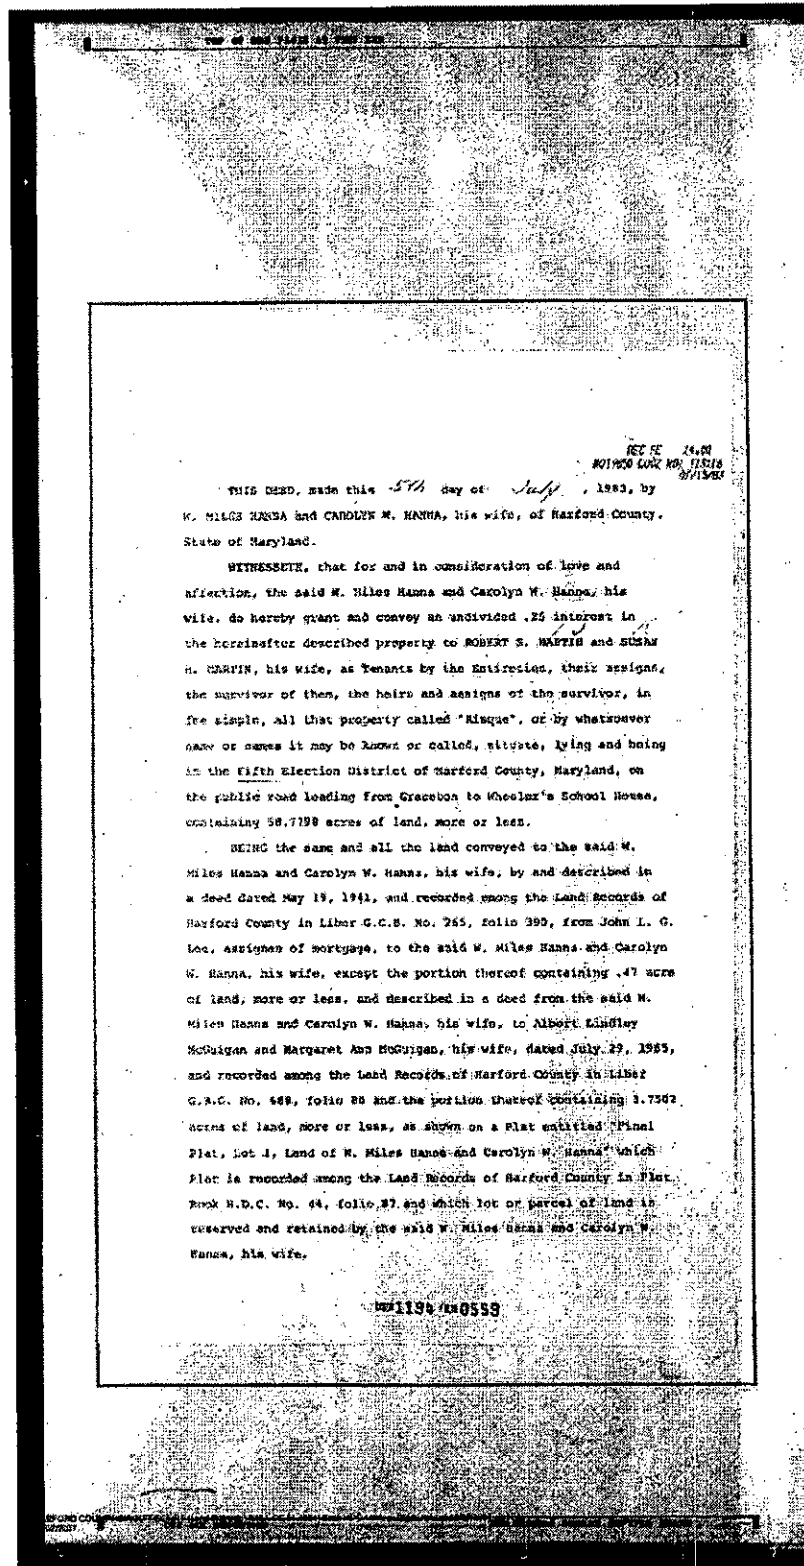 REC FE 14.00
THIS DEED, made this 5th day of July, 1983, by
W. MILES HANNA and CAROLYN W. HANNA, his wife, of Harford County,
State of Maryland.
WITNESSETH, that for and in consideration of love and
affection, the said W. Miles Hanna and Carolyn W. Hanna, his
wife, do hereby grant and convey an undivided .25 interest in
the hereinafter described property to ROBERT S. MARTIN and SUSAN
H. MARTIN, his wife, as Tenants by the Entireties, their assigns,
the survivor of them, the heirs and assigns of the survivor, in
fee simple, all that property called "Risque", or by whatsoever
name or names it may be known or called, situate, lying and being
in the Fifth Election District of Harford County, Maryland, on
the public road leading from Graceton to Wheeler's School House,
containing 58.7798 acres of land, more or less.
BEING the same and all the land conveyed to the said W.
Miles Hanna and Carolyn W. Hanna, his wife, by and described in
a deed dated May 19, 1941, and recorded among the Land Records of
Harford County in Liber G.C.B. No. 265, folio 390, from John L. G.
Lee, assignee of mortgage, to the said W. Miles Hanna and Carolyn
W. Hanna, his wife, except the portion thereof containing .47 acre
of land, more or less, and described in a deed from the said W.
Miles Hanna and Carolyn W. Hanna, his wife, to Albert Lindley
McGuigan and Margaret Ann McGuigan, his wife, dated July 29, 1955,
and recorded among the Land Records of Harford County in Liber
G.R.G. No. folio 80 and the portion thereof containing 3.7502
acres of land, more or less, as shown on a Plat entitled "Final
Plat, Lot 1, Land of W. Miles Hanna and Carolyn W. Hanna" which
Plat is recorded among the Land Records of Harford County in Plat
Book H.D.C. No. 44, folio 87 and which lot or parcel of land is
reserved and retained by the said W. Miles Hanna and Carolyn W.
Hanna, his wife.
1194 0559